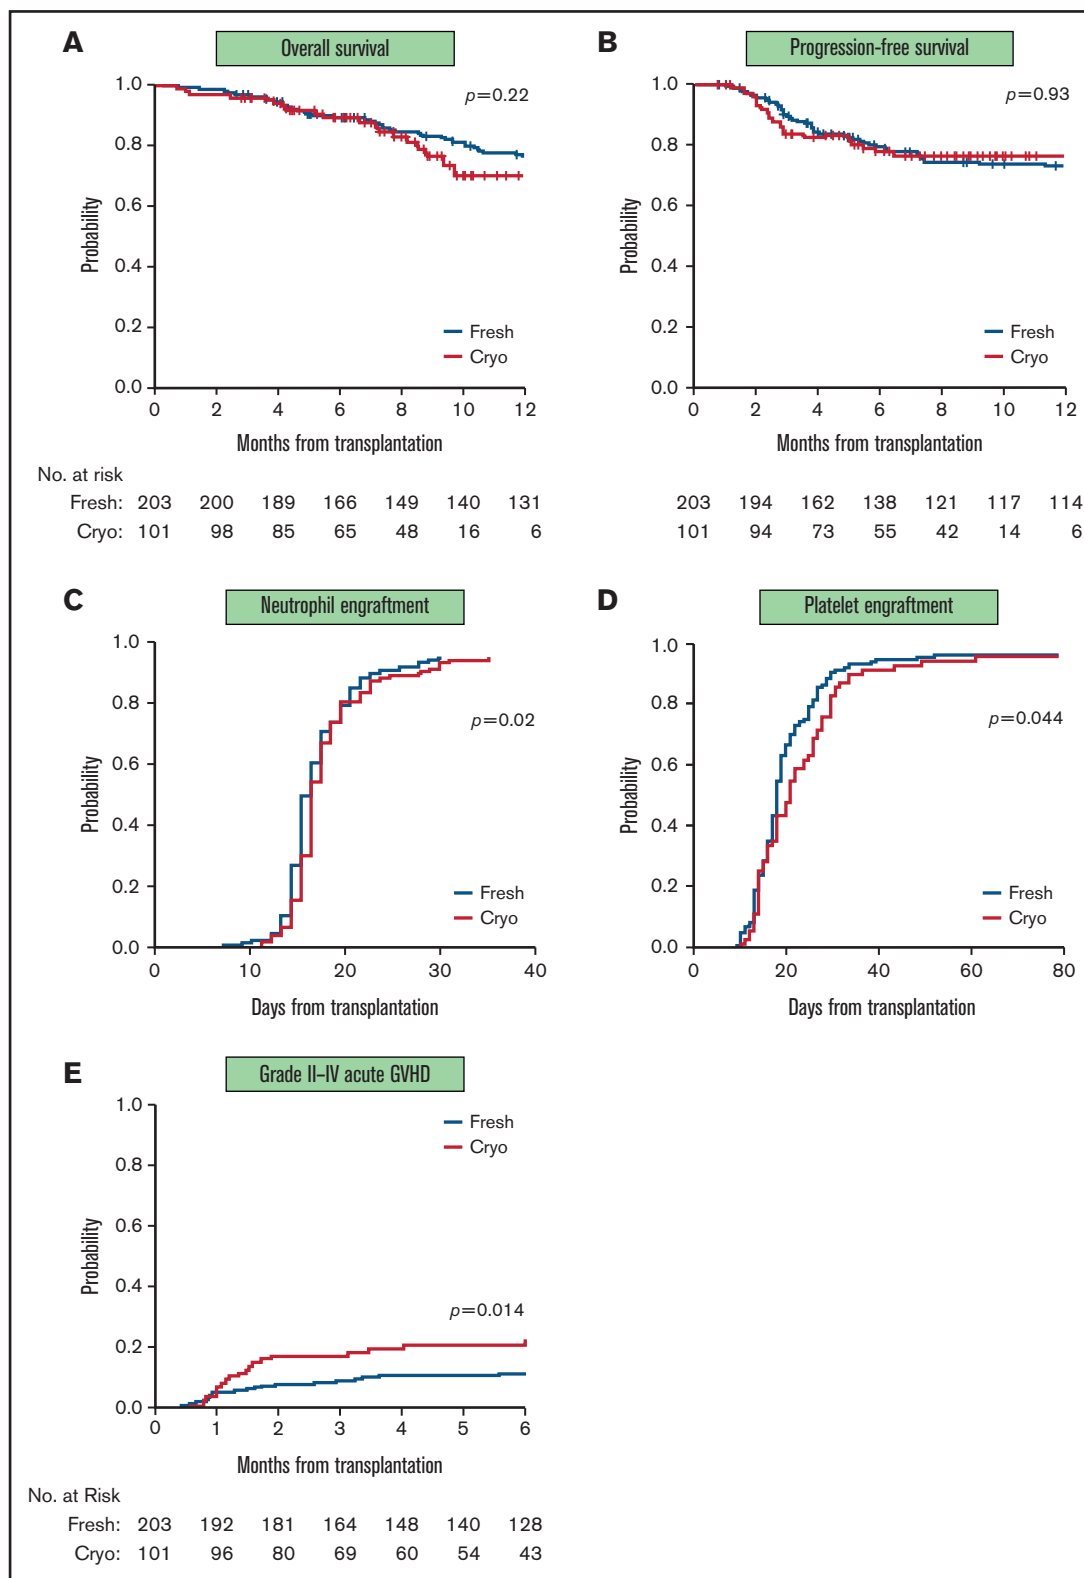 A
Overall survival
1.0
0.8
0.6
0.4
0.2
0.0
Probability
p=0.22
Fresh
Cryo
0 2 4 6 8 10 12
Months from transplantation
No. at risk
Fresh: 203 200 189 166 149 140 131
Cryo: 101 98 85 65 48 16 6
B
Progression-free survival
1.0
0.8
0.6
0.4
0.2
0.0
Probability
p=0.93
Fresh
Cryo
0 2 4 6 8 10 12
Months from transplantation
203 194 162 138 121 117 114
101 94 73 55 42 14 6
C
Neutrophil engraftment
1.0
0.8
0.6
0.4
0.2
0.0
Probability
p=0.02
Fresh
Cryo
0 10 20 30 40
Days from transplantation
D
Platelet engraftment
1.0
0.8
0.6
0.4
0.2
0.0
Probability
p=0.044
Fresh
Cryo
0 20 40 60 80
Days from transplantation
E
Grade II–IV acute GVHD
1.0
0.8
0.6
0.4
0.2
0.0
Probability
Fresh
Cryo
p=0.014
0 1 2 3 4 5 6
Months from transplantation
No. at Risk
Fresh: 203 192 181 164 148 140 128
Cryo: 101 96 80 69 60 54 43